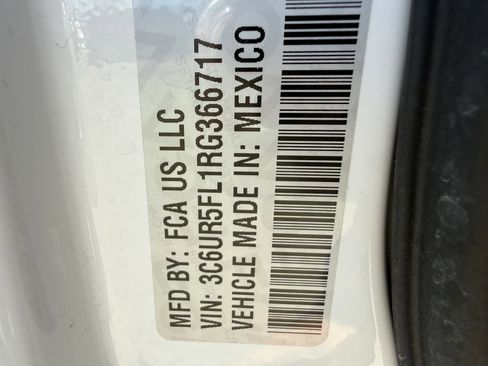 MFD BY: FCA US LLC
VIN: 3C6UR5FL1RG366717
VEHICLE MADE IN: MEXICO